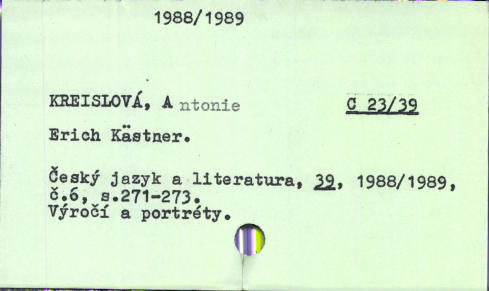 1988/1989
KREISLOVÁ, Antonie C 23/39
Erich Kästner.
Český jazyk a literatura, 39, 1988/1989,
č.6, s.271-273.
Výročí a portréty.